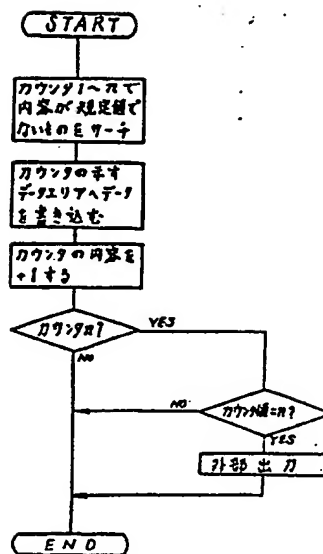 START
カウンタ1~nで
内容が規定値で
ないものをサーチ
カウンタの示す
データエリアへデータ
を書き込む
カウンタの内容を
+1する
カウンタn?
YES
NO
NO
カウンタ値=n?
YES
外部出力
END